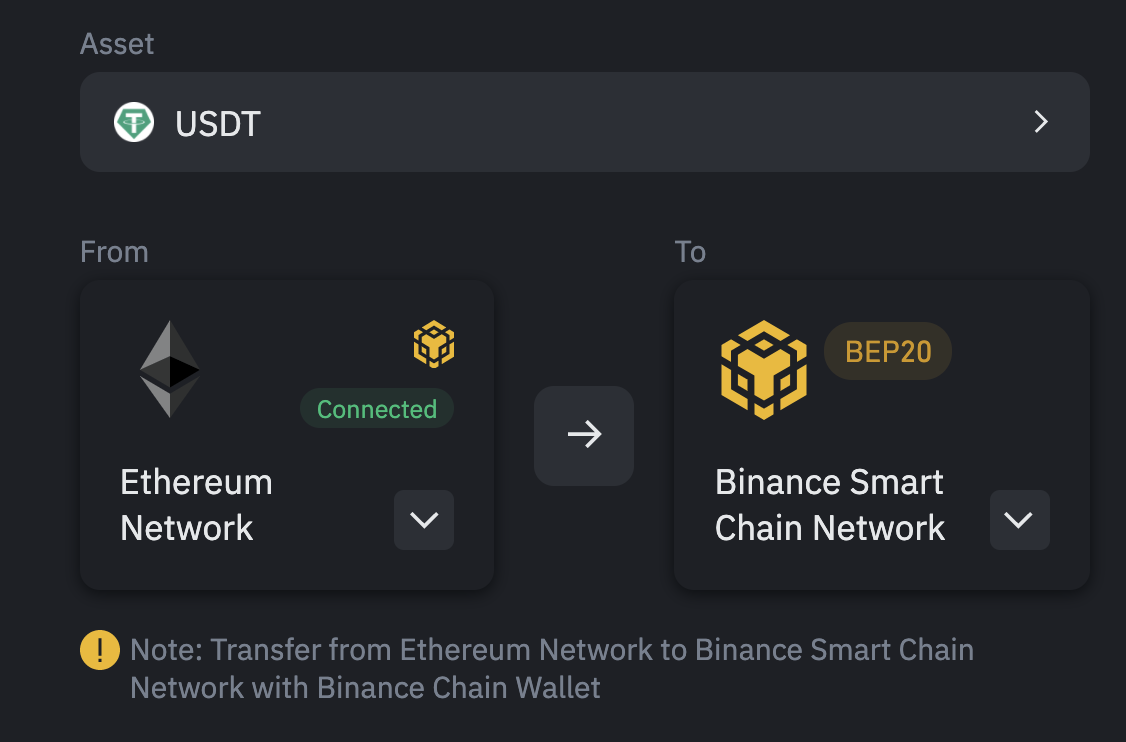 Asset
USDT
From
To
BEP20
Connected
Ethereum
Network
Binance Smart
Chain Network
Note: Transfer from Ethereum Network to Binance Smart Chain
Network with Binance Chain Wallet